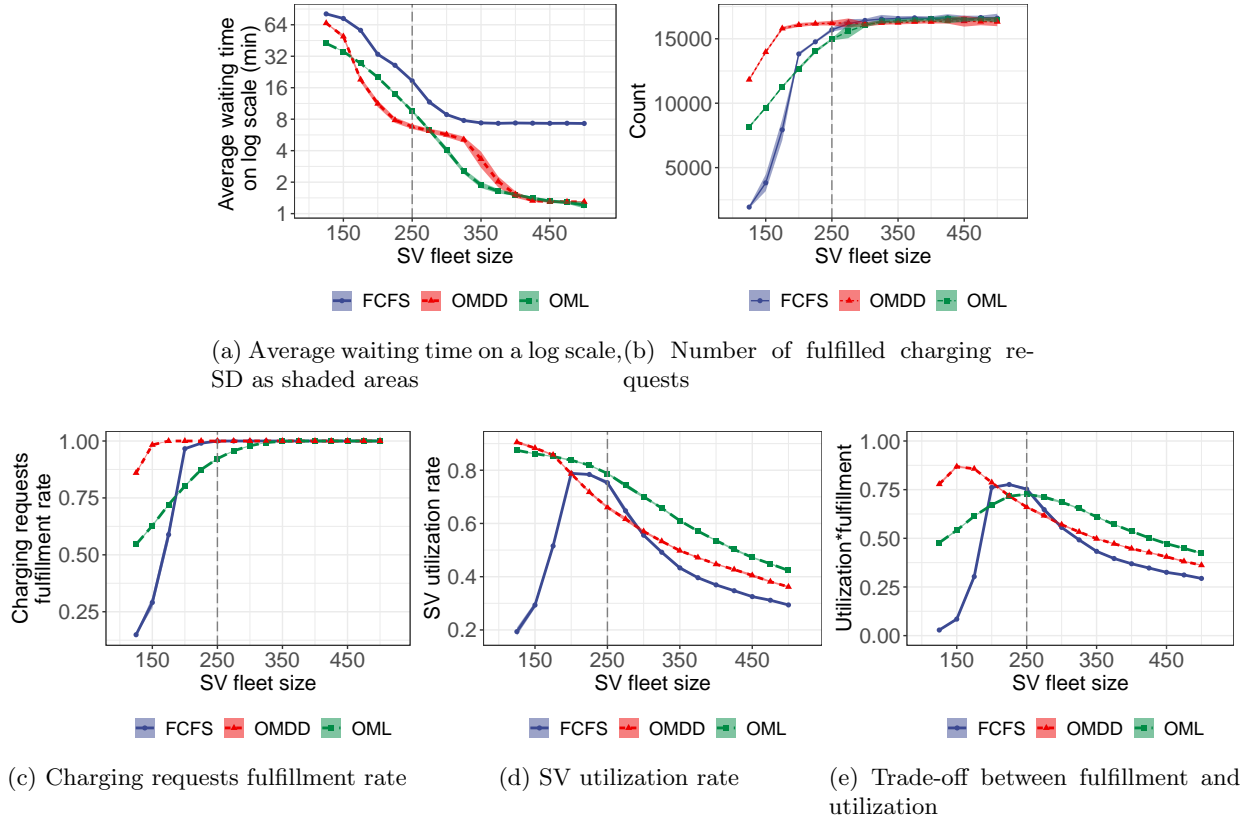 Average waiting time
on log scale (min)
64
32
16
8
4
2
1
150
250
350
450
SV fleet size
FCFS
OMDD
OML
(a) Average waiting time on a log scale,
SD as shaded areas
Count
15000
10000
5000
150
250
350
450
SV fleet size
FCFS
OMDD
OML
(b) Number of fulfilled charging re-
quests
Charging requests
fulfillment rate
1.00
0.75
0.50
0.25
150
250
350
450
SV fleet size
FCFS
OMDD
OML
(c) Charging requests fulfillment rate
SV utilization rate
0.8
0.6
0.4
0.2
150
250
350
450
SV fleet size
FCFS
OMDD
OML
(d) SV utilization rate
Utilization*fulfillment
1.00
0.75
0.50
0.25
0.00
150
250
350
450
SV fleet size
FCFS
OMDD
OML
(e) Trade-off between fulfillment and
utilization